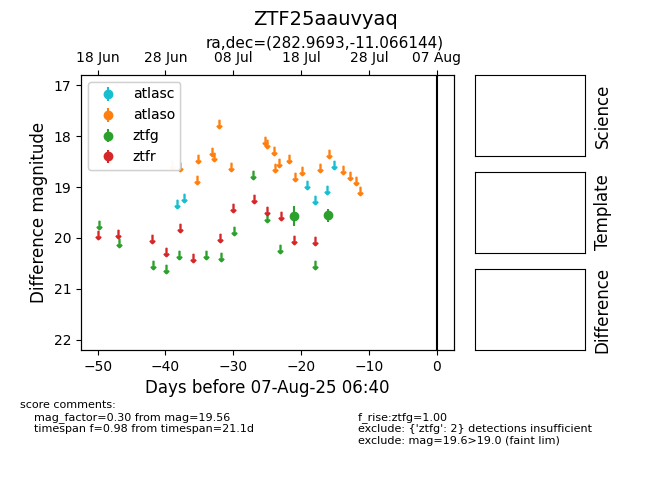 ZTF25aauvyaq
ra,dec=(282.9693,-11.066144)
18 Jun 28 Jun 08 Jul 18 Jul 28 Jul 07 Aug
17
18
19
20
21
22
Difference magnitude
atlasc
atlaso
ztfg
ztfr
−50 −40 −30 −20 −10 0
Days before 07-Aug-25 06:40
Science
Template
Difference
score comments:
mag_factor=0.30 from mag=19.56
timespan f=0.98 from timespan=21.1d
f_rise:ztfg=1.00
exclude: {'ztfg': 2} detections insufficient
exclude: mag=19.6>19.0 (faint lim)